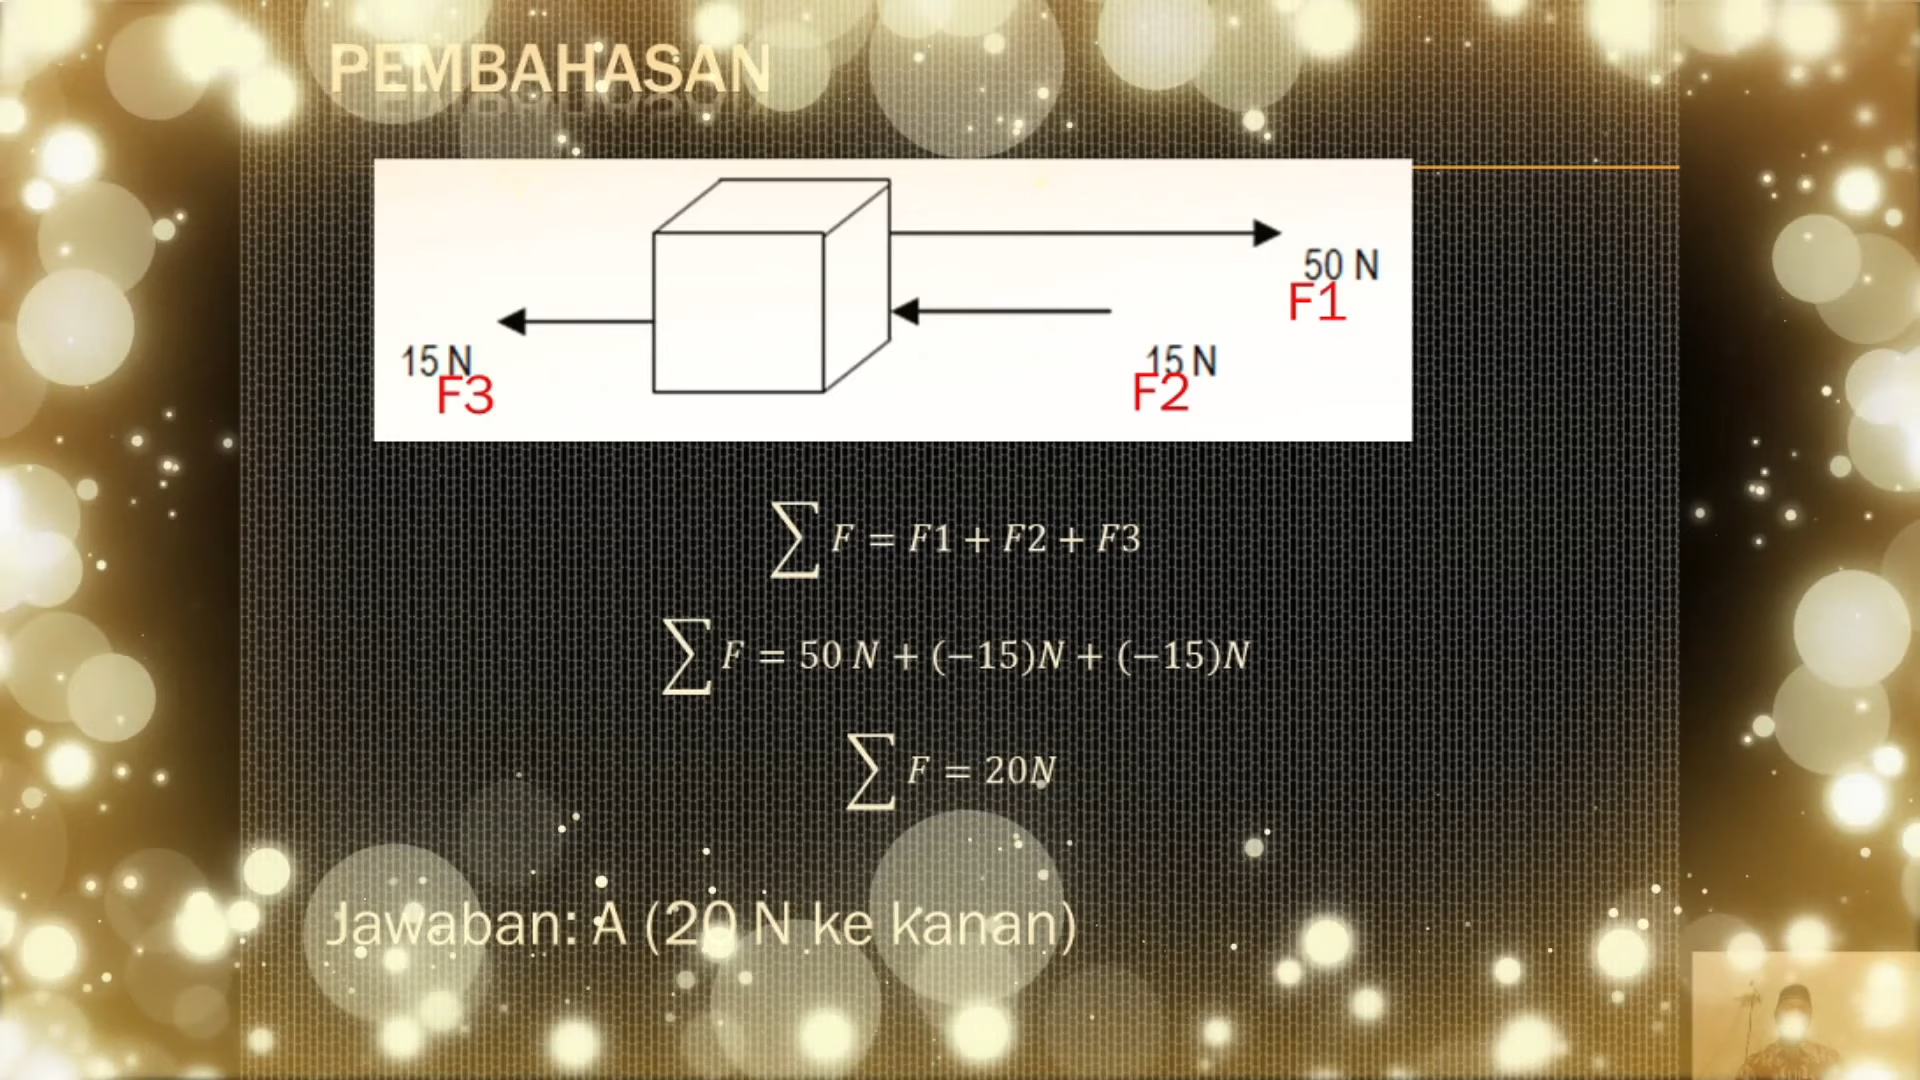 PEMBAHASAN
50 N
F1
15 N
F3
15 N
F2
∑ F = F1 + F2 + F3
∑ F = 50 N + (−15)N + (−15)N
∑ F = 20N
Jawaban: A (20 N ke kanan)